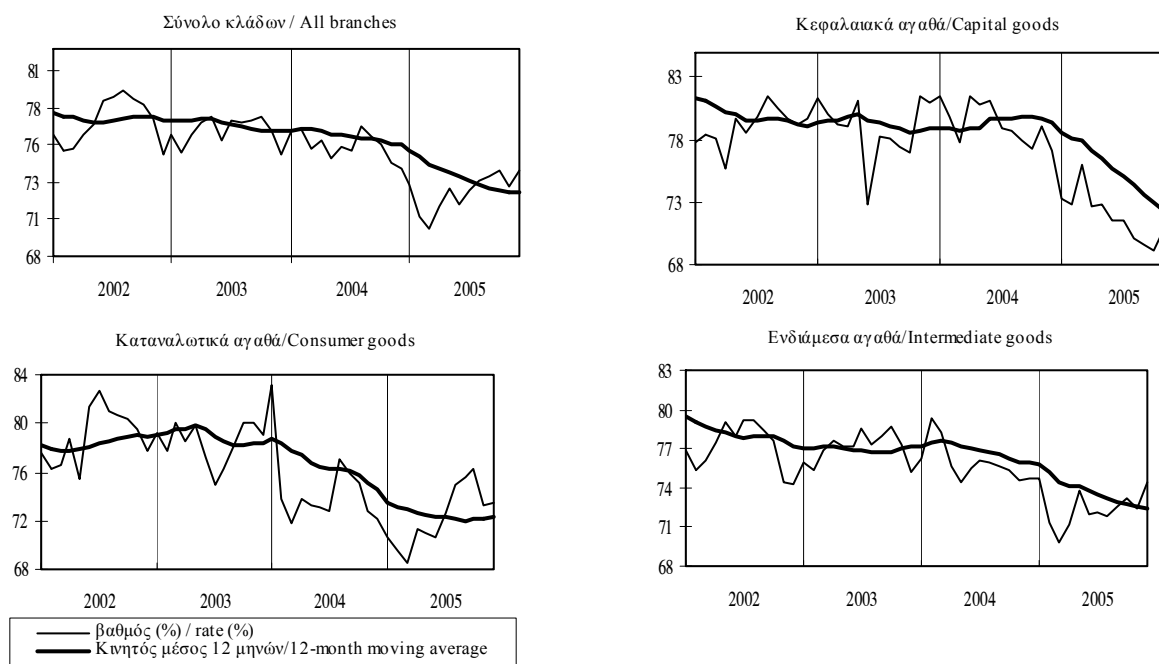 Σύνολο κλάδων / All branches
81
78
76
73
71
68
2002 2003 2004 2005
Κεφαλαιακά αγαθά/Capital goods
83
78
73
68
2002 2003 2004 2005
Καταναλωτικά αγαθά/Consumer goods
84
80
76
72
68
2002 2003 2004 2005
Ενδιάμεσα αγαθά/Intermediate goods
83
80
77
74
71
68
2002 2003 2004 2005
βαθμός (%) / rate (%)
Κινητός μέσος 12 μηνών/12-month moving average